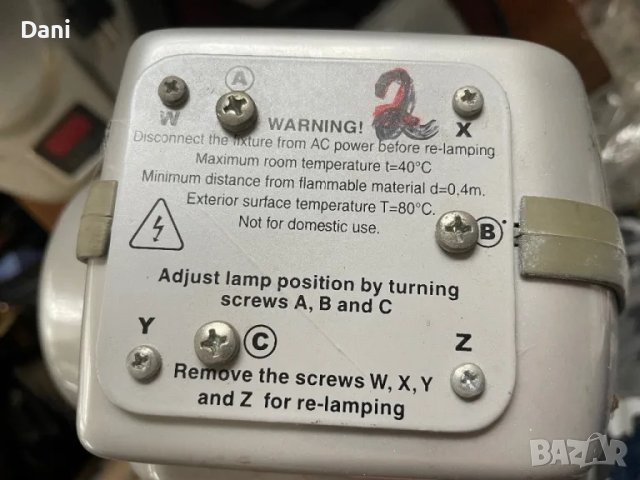 Dani
A
W
2
X
WARNING!
Disconnect the fixture from AC power before re-lamping
Maximum room temperature t=40°C
Minimum distance from flammable material d=0,4m.
Exterior surface temperature T=80°C.
Not for domestic use.
B
Adjust lamp position by turning
screws A, B and C
Y
C
Z
Remove the screws W, X, Y
and Z for re-lamping
BAZAR